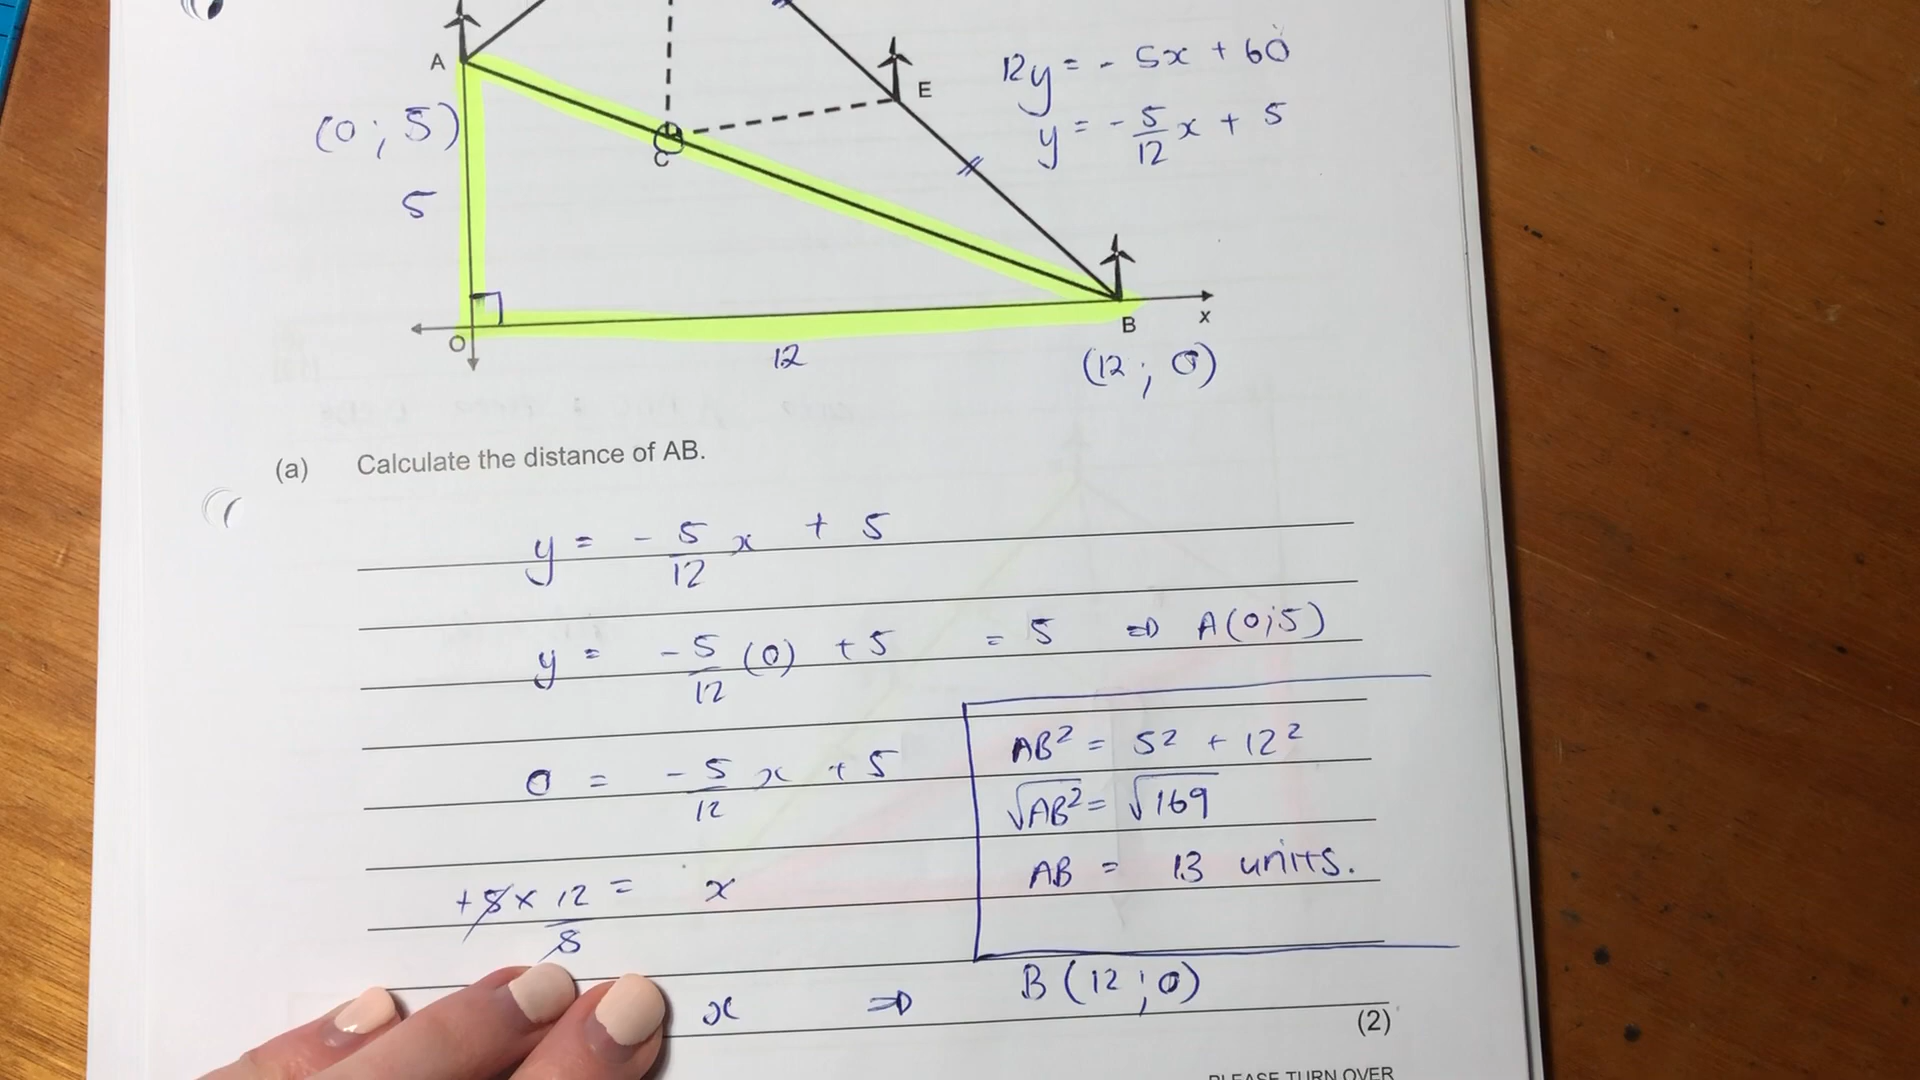 A
(0 ; 5)
5
C
E
12y = - 5x + 60
y = - 5/12 x + 5
O
12
B
x
(12 ; 0)
(a) Calculate the distance of AB.
y = - 5/12 x + 5
y = - 5/12 (0) + 5 = 5 ⇒ A(0;5)
0 = - 5/12 x + 5
AB² = 5² + 12²
√AB² = √169
AB = 13 units.
+5 × 12/5 = x
x ⇒ B (12 ; 0)
(2)
PLEASE TURN OVER